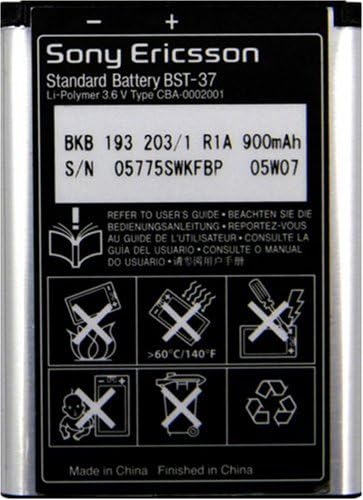 - +
Sony Ericsson
Standard Battery BST-37
Li-Polymer 3.6 V Type CBA-0002001
BKB 193 203/1 R1A 900mAh
S/N 05775SWKFBP 05W07
REFER TO USER'S GUIDE • BEACHTEN SIE DIE
BEDIENUNGSANLEITUNG • REPORTEZ-VOUS
AU GUIDE DE L'UTILISATEUR • CONSULTE LA
GUÍA DEL USUARIO • CONSULTE O MANUAL
DO USUARIO • 请参阅用户手册
>60°C/140°F
Made in China Finished in China